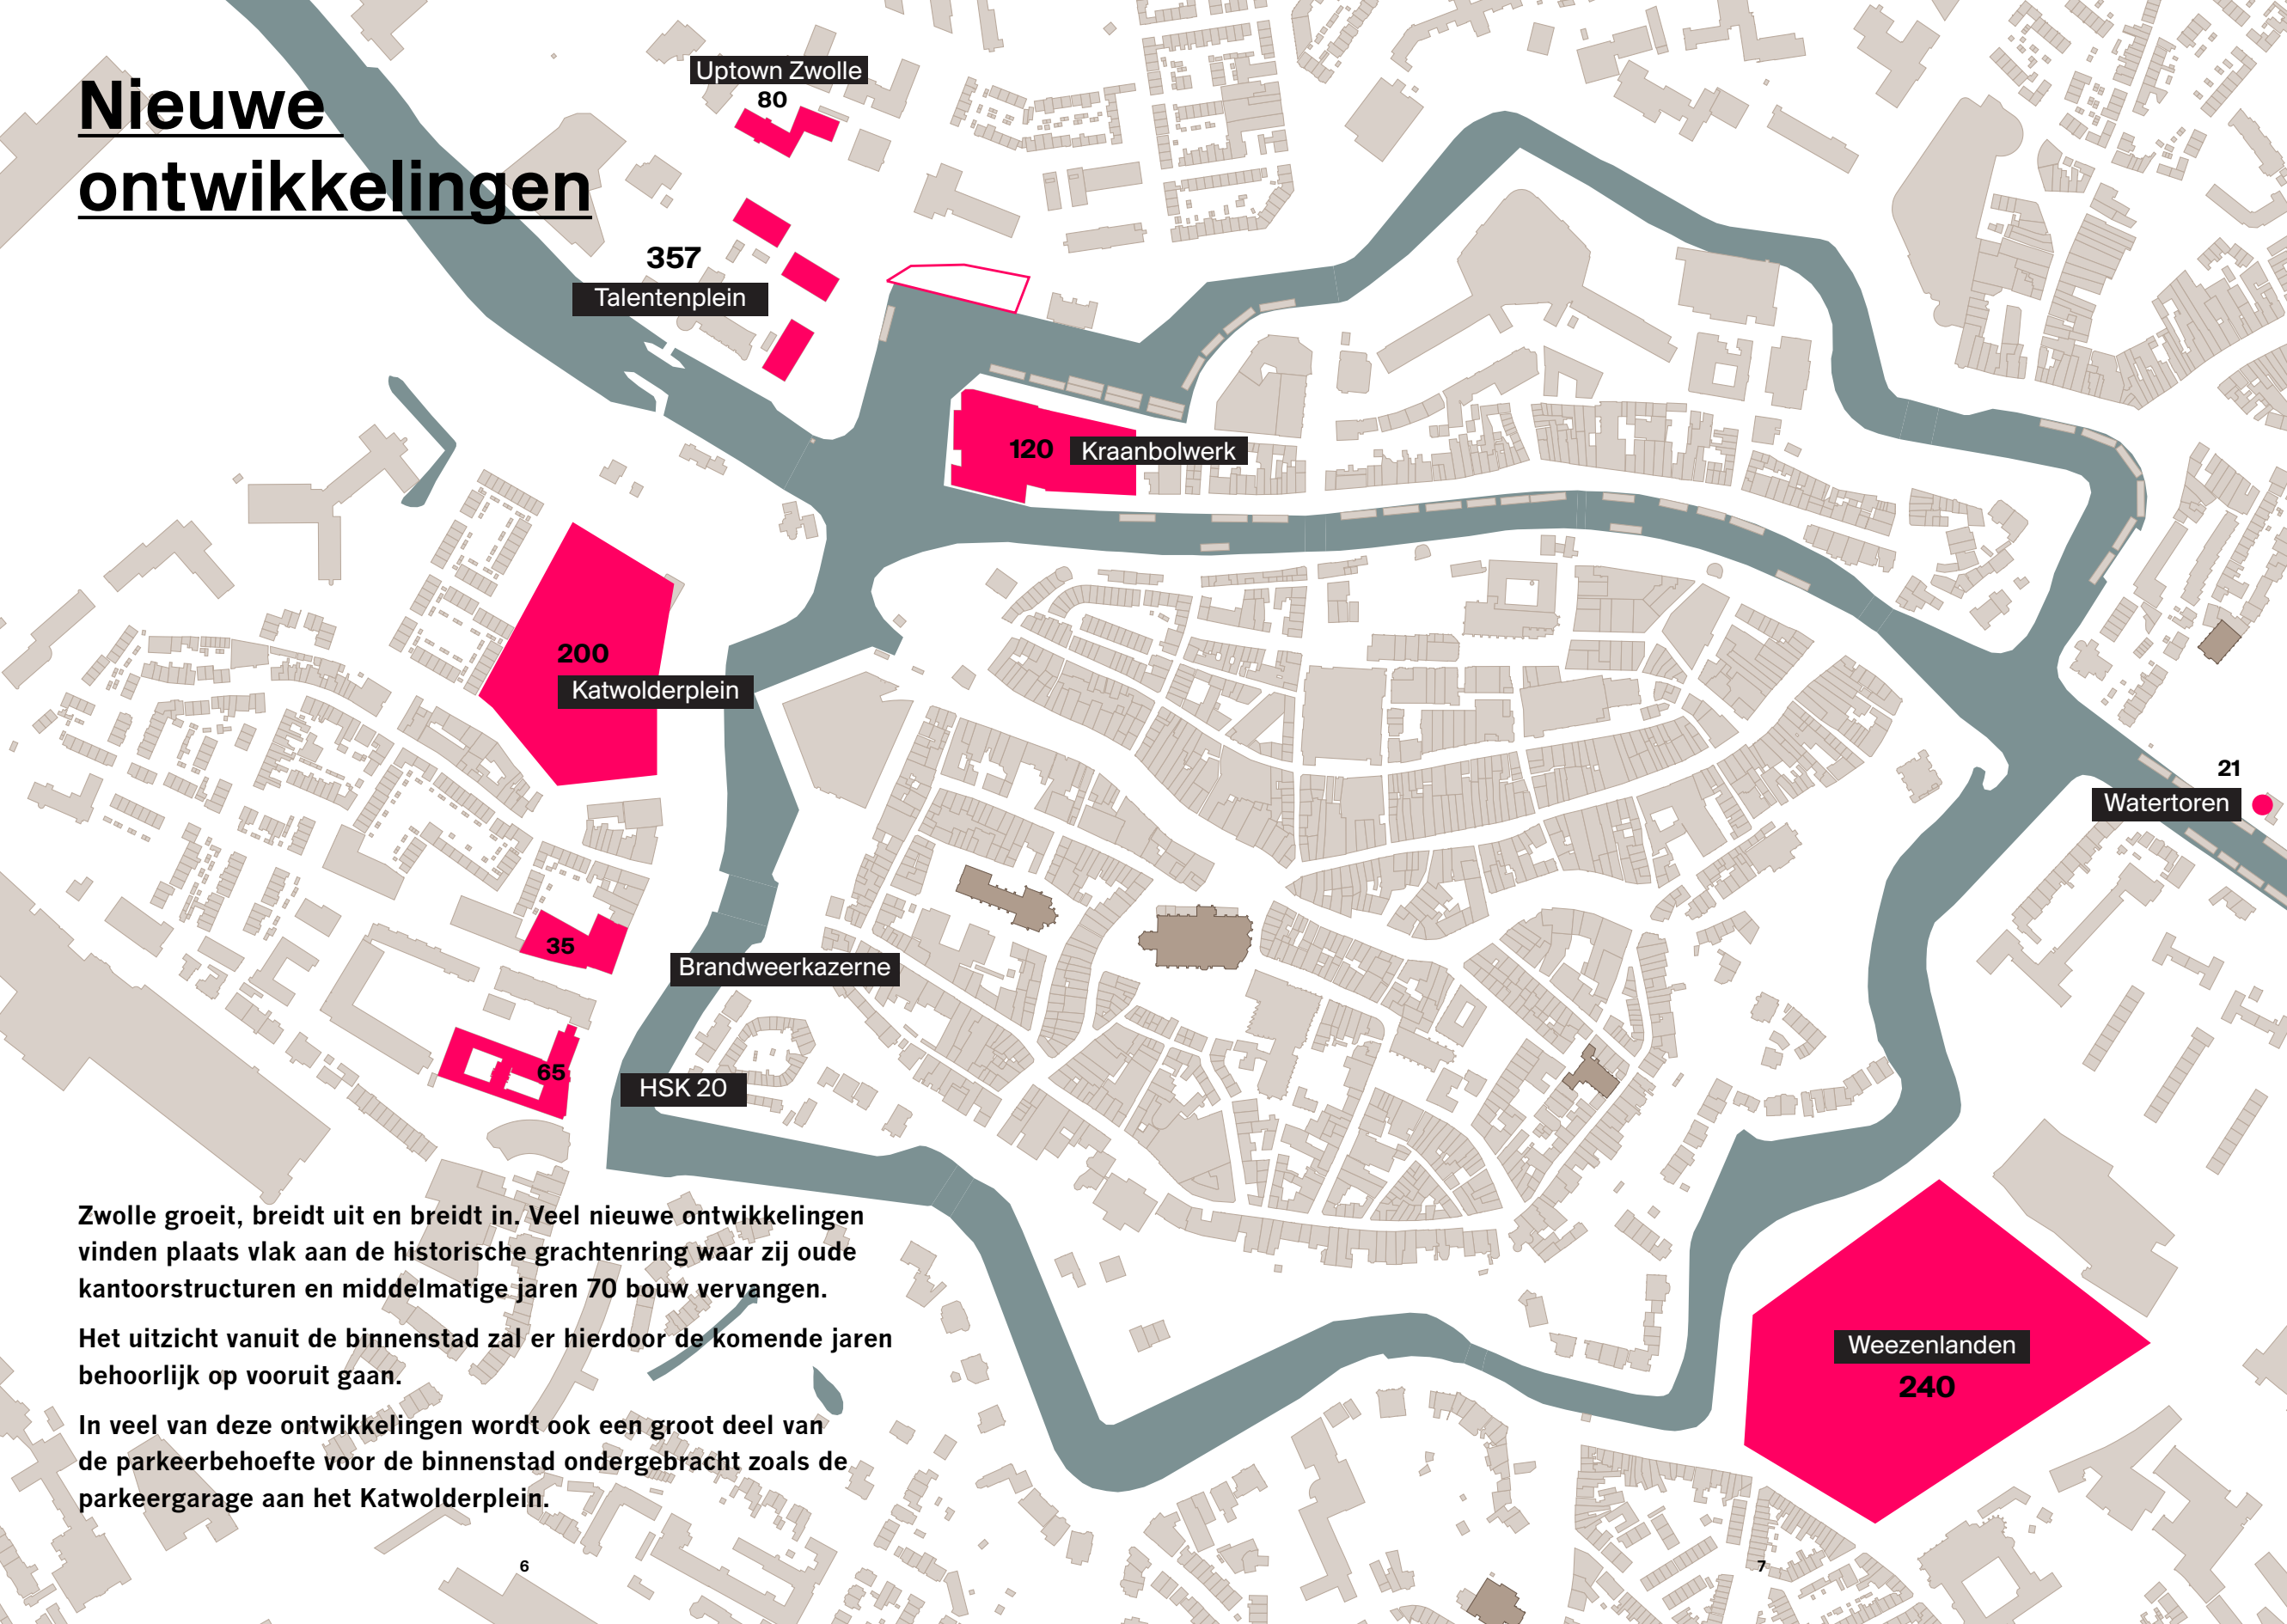 Nieuwe
ontwikkelingen
Uptown Zwolle
80
357
Talentenplein
120 Kraanbolwerk
200
Katwolderplein
21
Watertoren
35
Brandweerkazerne
65
HSK 20
Weezenlanden
240
Zwolle groeit, breidt uit en breidt in. Veel nieuwe ontwikkelingen
vinden plaats vlak aan de historische grachtenring waar zij oude
kantoorstructuren en middelmatige jaren 70 bouw vervangen.
Het uitzicht vanuit de binnenstad zal er hierdoor de komende jaren
behoorlijk op vooruit gaan.
In veel van deze ontwikkelingen wordt ook een groot deel van
de parkeerbehoefte voor de binnenstad ondergebracht zoals de
parkeergarage aan het Katwolderplein.
6
7